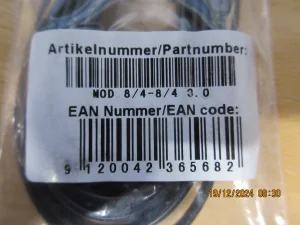 Artikelnummer/Partnumber:
MOD 8/4-8/4 3.0
EAN Nummer/EAN code:
9 120042 365682
19/12/2024 08:30